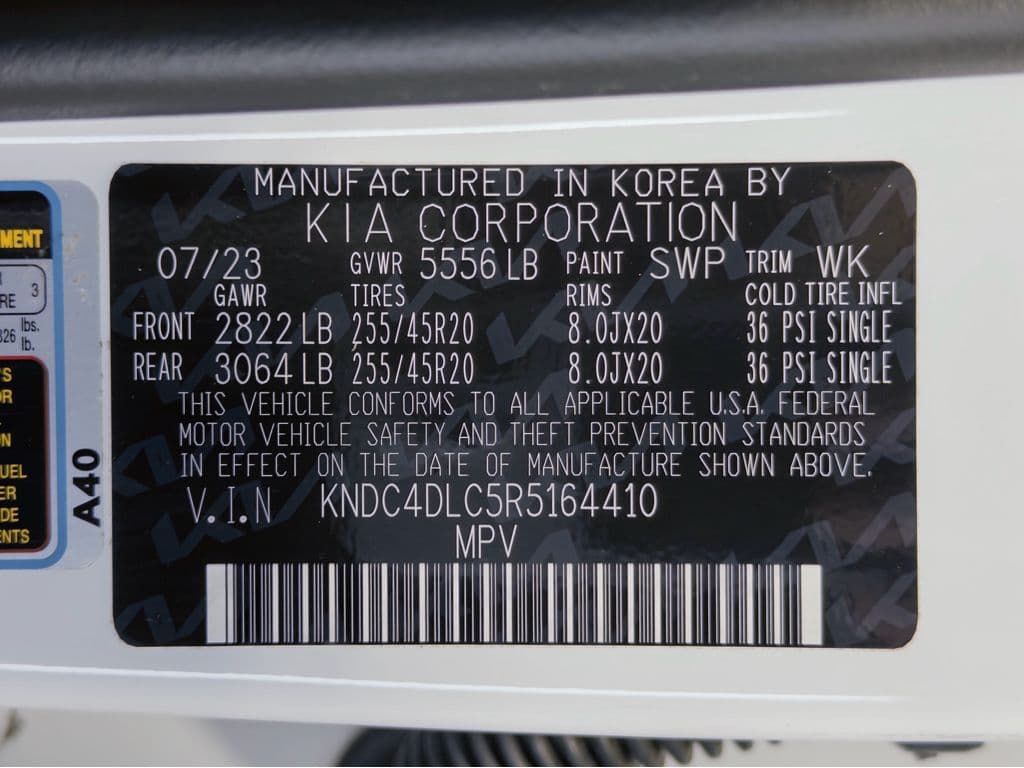 MANUFACTURED IN KOREA BY
KIA CORPORATION
07/23 GVWR 5556 LB PAINT SWP TRIM WK
GAWR TIRES RIMS COLD TIRE INFL
FRONT 2822 LB 255/45R20 8.0JX20 36 PSI SINGLE
REAR 3064 LB 255/45R20 8.0JX20 36 PSI SINGLE
THIS VEHICLE CONFORMS TO ALL APPLICABLE U.S.A. FEDERAL
MOTOR VEHICLE SAFETY AND THEFT PREVENTION STANDARDS
IN EFFECT ON THE DATE OF MANUFACTURE SHOWN ABOVE.
V.I.N KNDC4DLC5R5164410
MPV
A40
3
lbs.
lb.